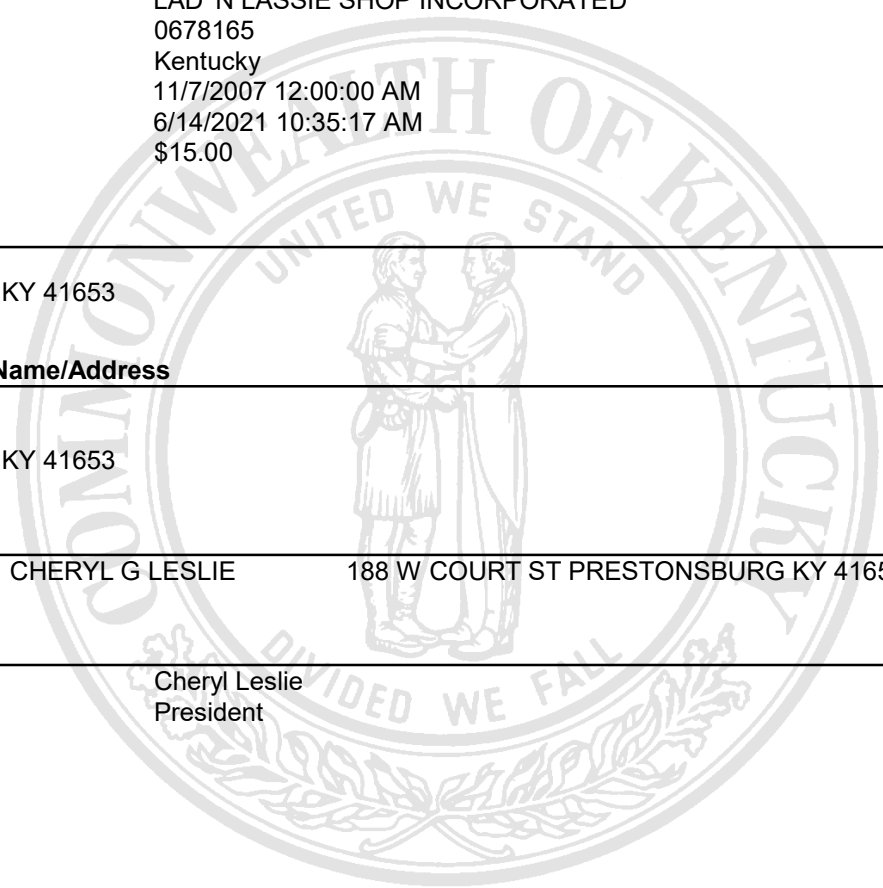 LAD 'N LASSIE SHOP INCORPORATED
0678165
Kentucky
11/7/2007 12:00:00 AM
6/14/2021 10:35:17 AM
$15.00
KY 41653
Name/Address
KY 41653
CHERYL G LESLIE 188 W COURT ST PRESTONSBURG KY 4165
Cheryl Leslie
President
COMMONWEALTH OF KENTUCKY
UNITED WE STAND
DIVIDED WE FALL